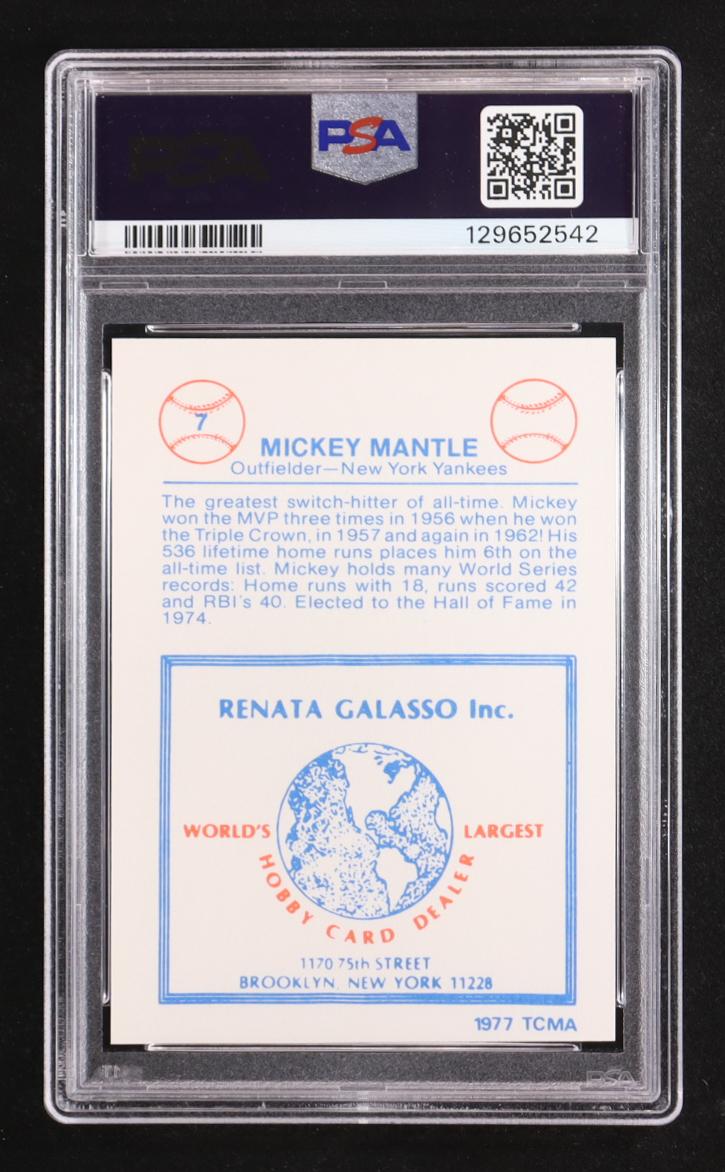 PSA
PSA
129652542
7
MICKEY MANTLE
Outfielder—New York Yankees
The greatest switch-hitter of all-time. Mickey
won the MVP three times in 1956 when he won
the Triple Crown, in 1957 and again in 1962! His
536 lifetime home runs places him 6th on the
all-time list. Mickey holds many World Series
records: Home runs with 18, runs scored 42
and RBI's 40. Elected to the Hall of Fame in
1974.
RENATA GALASSO Inc.
WORLD'S LARGEST
HOBBY CARD DEALER
1170 75th STREET
BROOKLYN, NEW YORK 11228
1977 TCMA
PSA